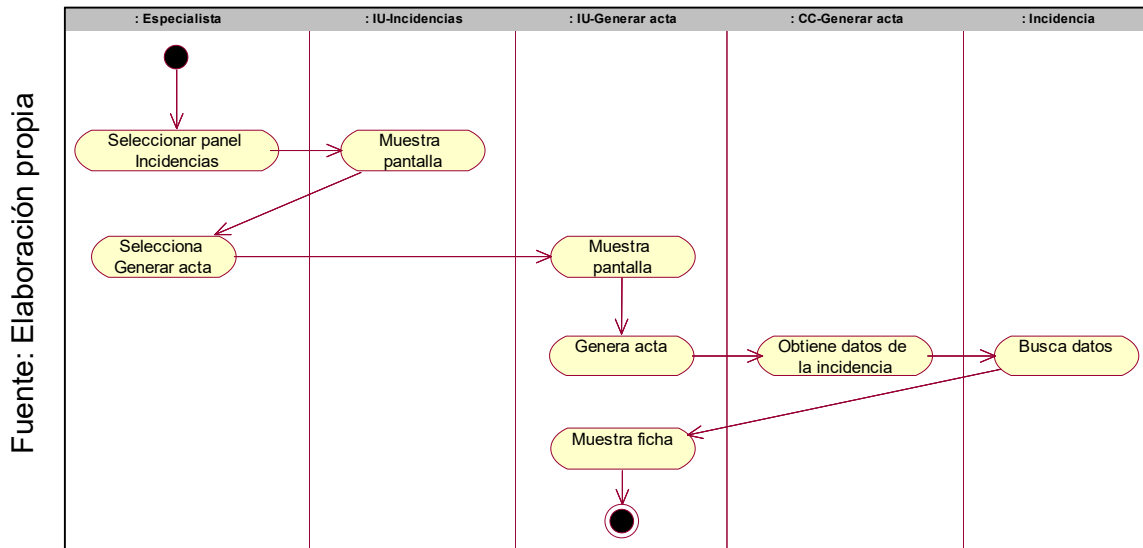 : Especialista
: IU-Incidencias
: IU-Generar acta
: CC-Generar acta
: Incidencia
Seleccionar panel
Incidencias
Muestra
pantalla
Selecciona
Generar acta
Muestra
pantalla
Genera acta
Obtiene datos de
la incidencia
Busca datos
Muestra ficha
Fuente: Elaboración propia